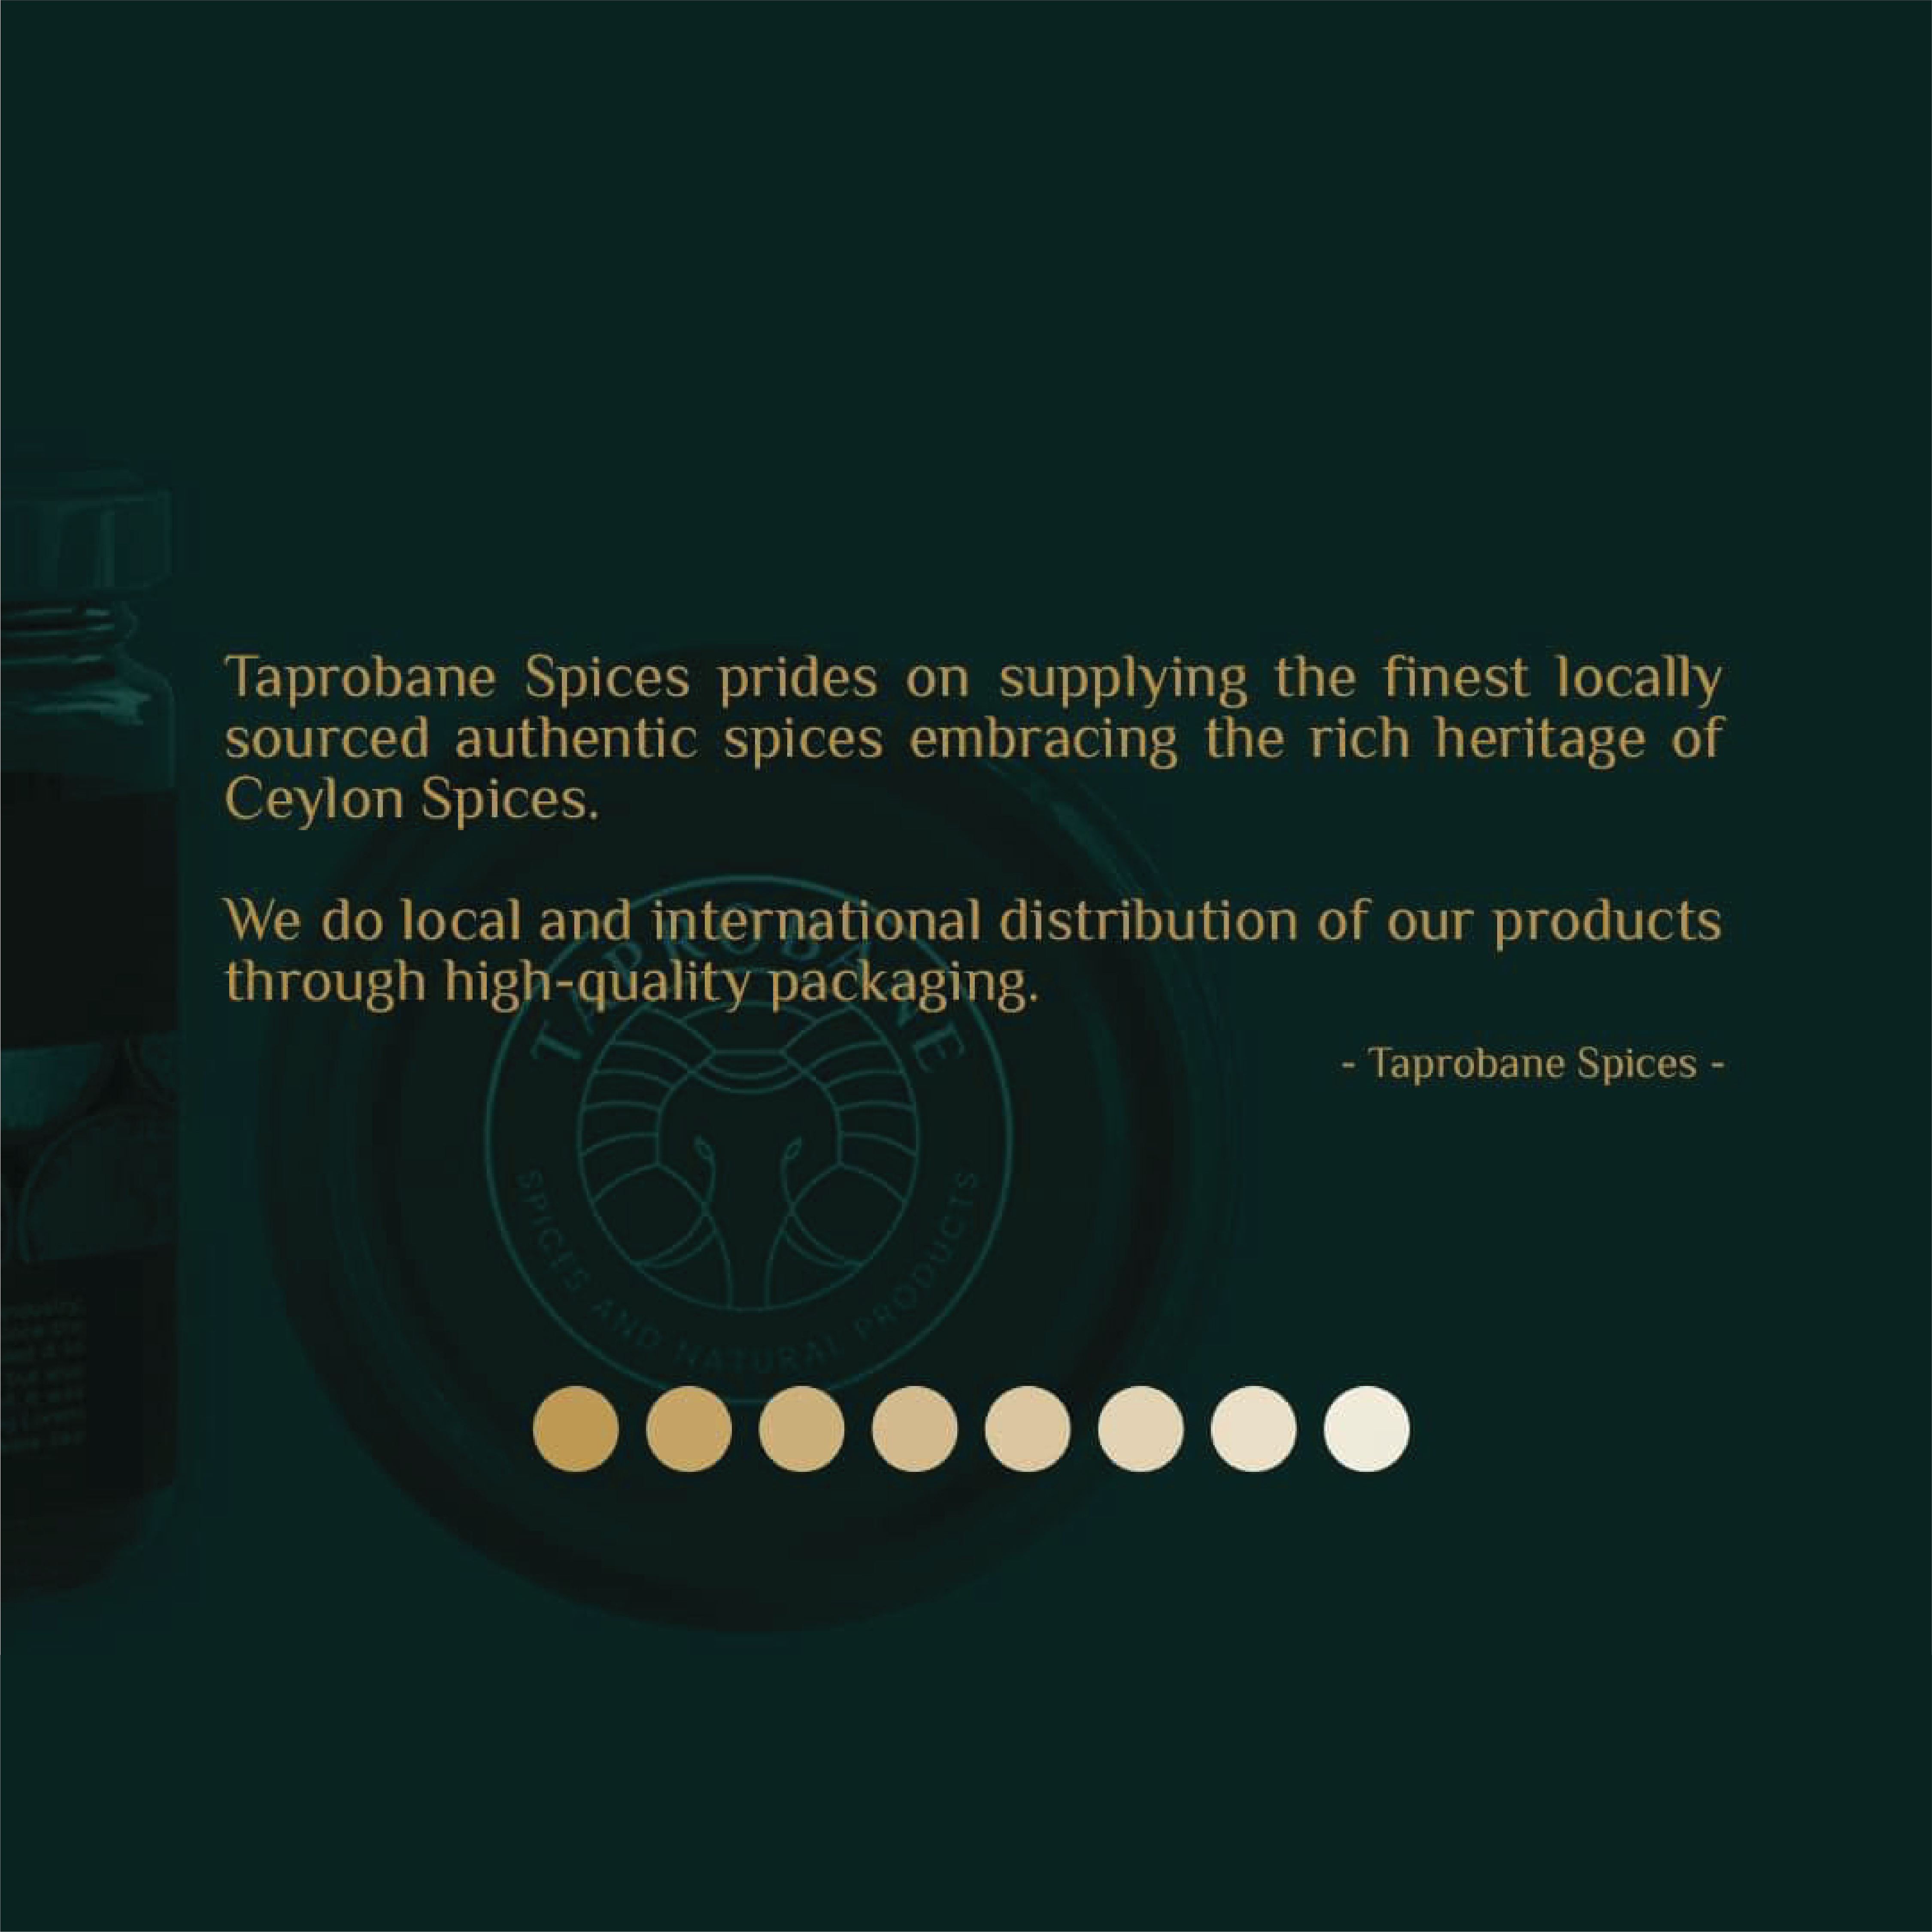 Taprobane Spices prides on supplying the finest locally
sourced authentic spices embracing the rich heritage of
Ceylon Spices.
We do local and international distribution of our products
through high-quality packaging.
- Taprobane Spices -
TAPROBANE
SPICES AND NATURAL PRODUCTS